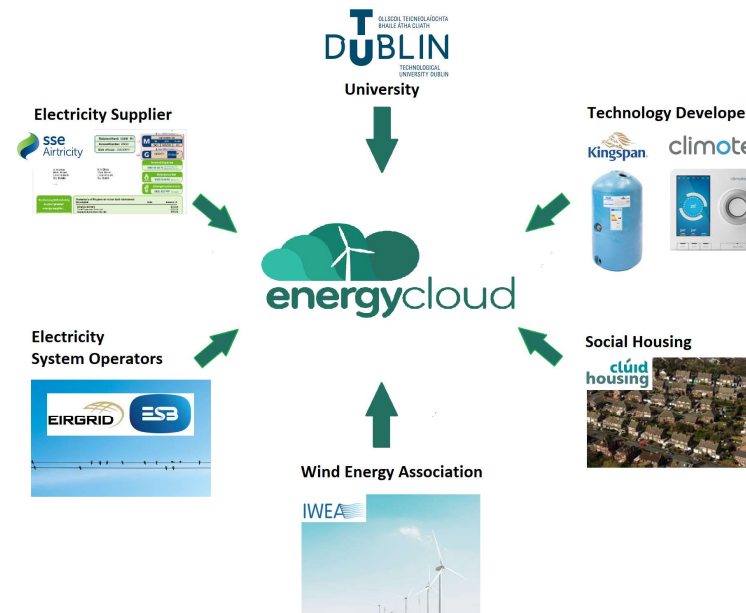 OLLSCOIL TEICNEOLAÍOCHTA
BHAILE ÁTHA CLIATH
TU
DUBLIN
TECHNOLOGICAL
UNIVERSITY DUBLIN
University
Electricity Supplier
sse
Airtricity
M
G
Technology Develope
Kingspan.
climote
energycloud
Electricity
System Operators
EIRGRID
ESB
Social Housing
clúid
housing
Wind Energy Association
IWEA